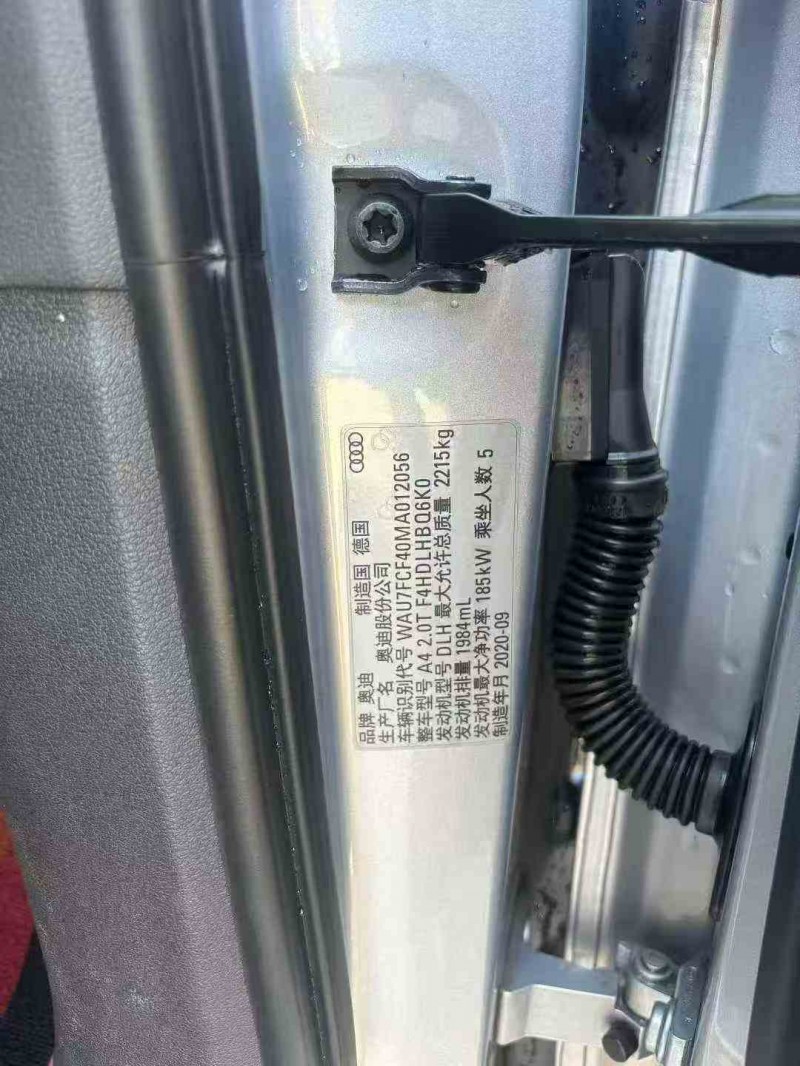 品牌 奥迪 制造国 德国
生产厂名 奥迪股份公司
车辆识别代号 WAU7FCF40MA012056
整车型号 A4 2.0T F4HDLHBQ6K0
发动机型号 DLH 最大允许总质量 2215kg
发动机排量 1984mL
发动机最大净功率 185kW 乘坐人数 5
制造年月 2020-09